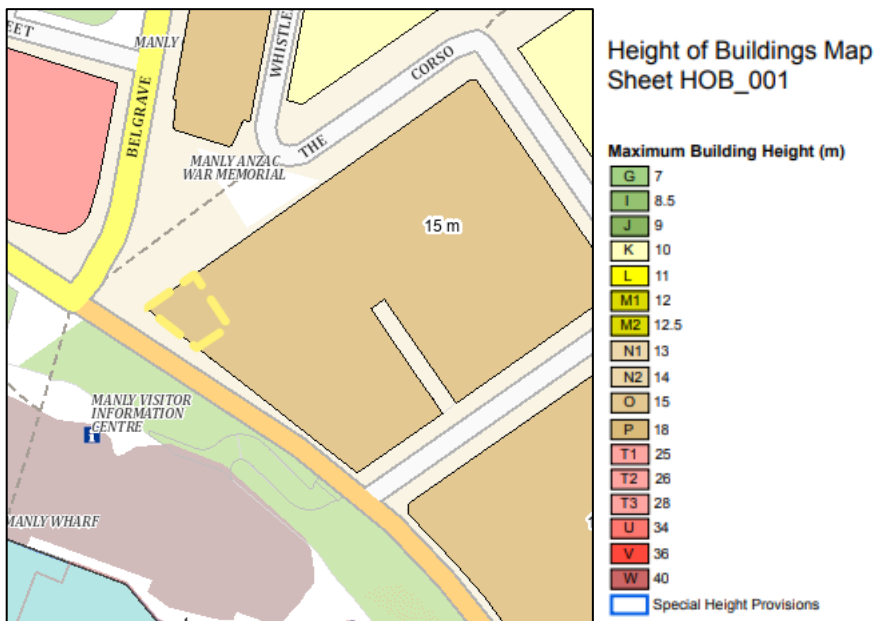 EET
MANLY
WHISTLE
BELGRAVE
THE
CORSO
MANLY ANZAC
WAR MEMORIAL
15 m
MANLY VISITOR
INFORMATION
CENTRE
i
MANLY WHARF
1
Height of Buildings Map
Sheet HOB_001
Maximum Building Height (m)
G 7
I 8.5
J 9
K 10
L 11
M1 12
M2 12.5
N1 13
N2 14
O 15
P 18
T1 25
T2 26
T3 28
U 34
V 36
W 40
Special Height Provisions